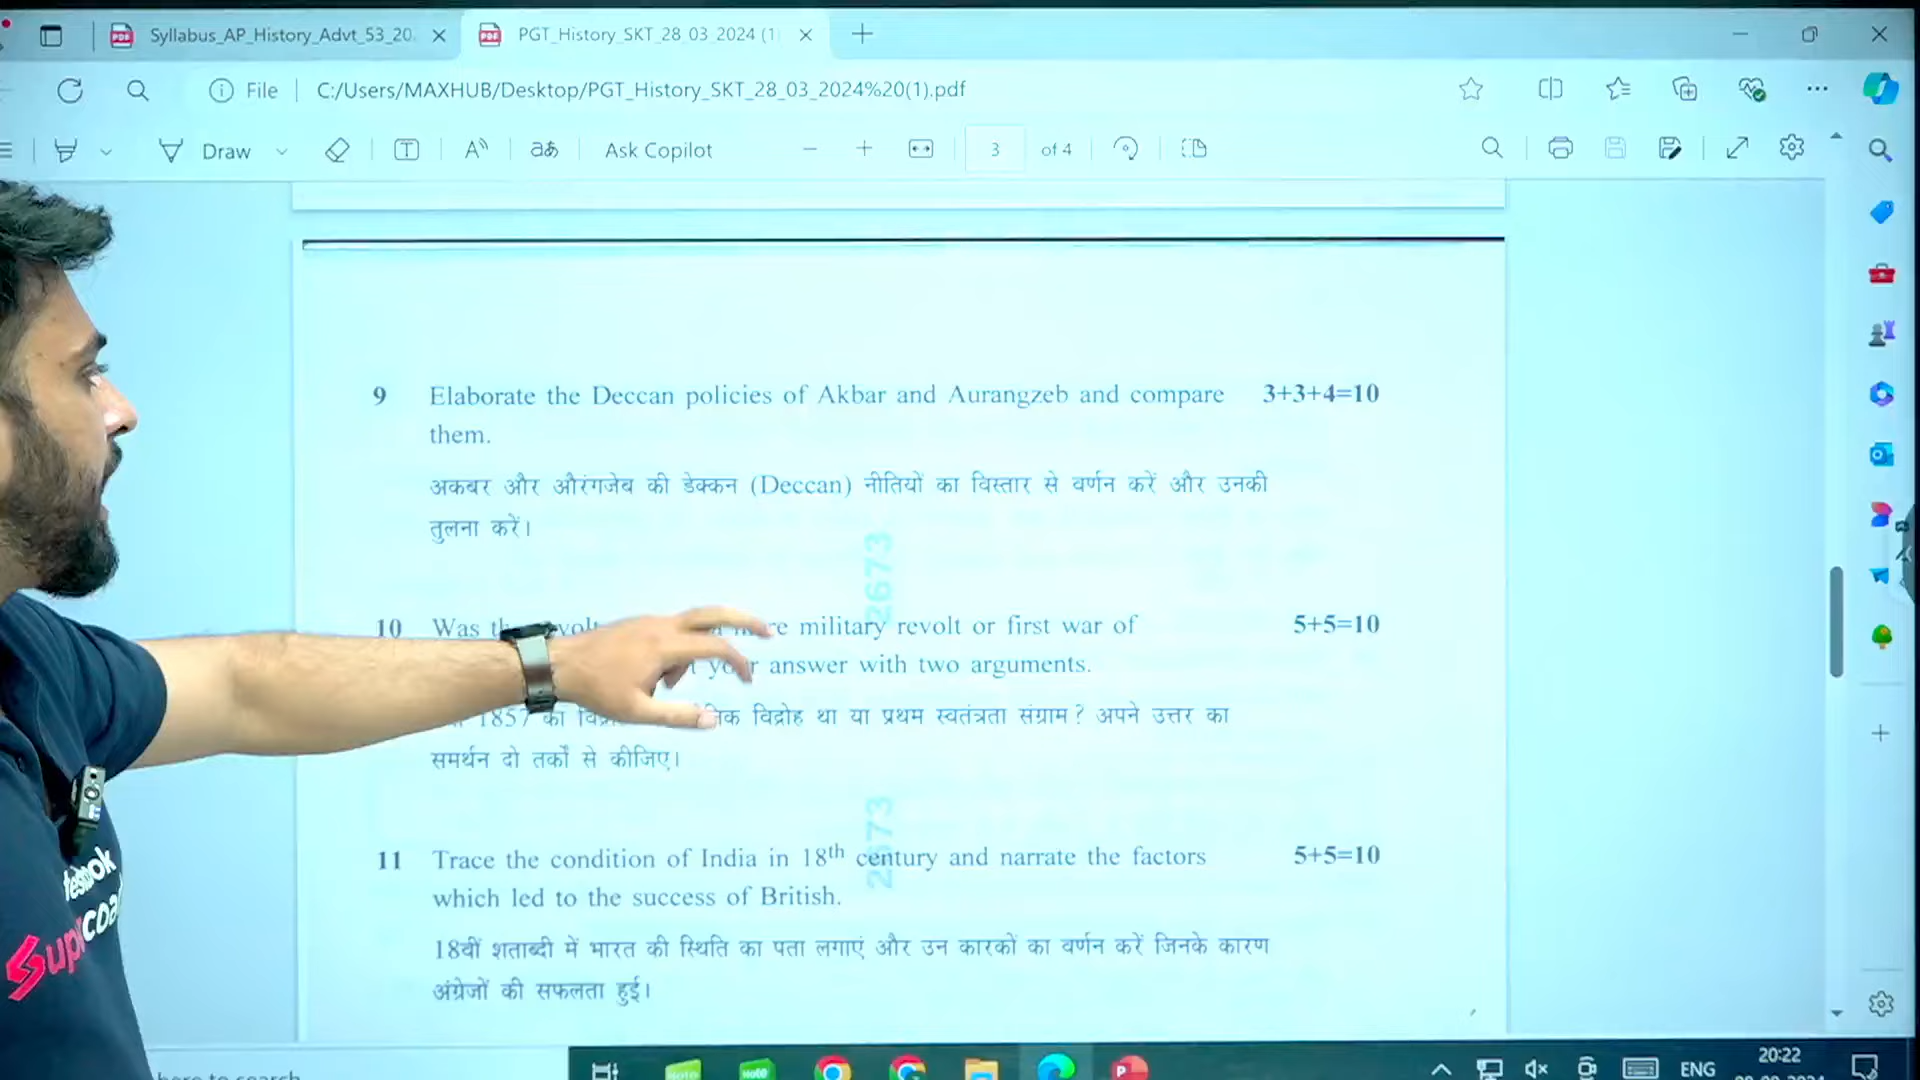 Syllabus_AP_History_Advt_53_20
PGT_History_SKT_28_03_2024 (1)
File
C:/Users/MAXHUB/Desktop/PGT_History_SKT_28_03_2024%20(1).pdf
Draw
Ask Copilot
3
of 4
9 Elaborate the Deccan policies of Akbar and Aurangzeb and compare 3+3+4=10
them.
अकबर और औरंगजेब की डेक्कन (Deccan) नीतियों का विस्तार से वर्णन करें और उनकी
तुलना करें।
2673
10 Was military revolt or first war of 5+5=10
answer with two arguments.
1857 का विद्रोह था या प्रथम स्वतंत्रता संग्राम? अपने उत्तर का
समर्थन दो तर्कों से कीजिए।
2673
11 Trace the condition of India in 18th century and narrate the factors 5+5=10
which led to the success of British.
18वीं शताब्दी में भारत की स्थिति का पता लगाएं और उन कारकों का वर्णन करें जिनके कारण
अंग्रेजों की सफलता हुई।
here to search
ENG
20:22